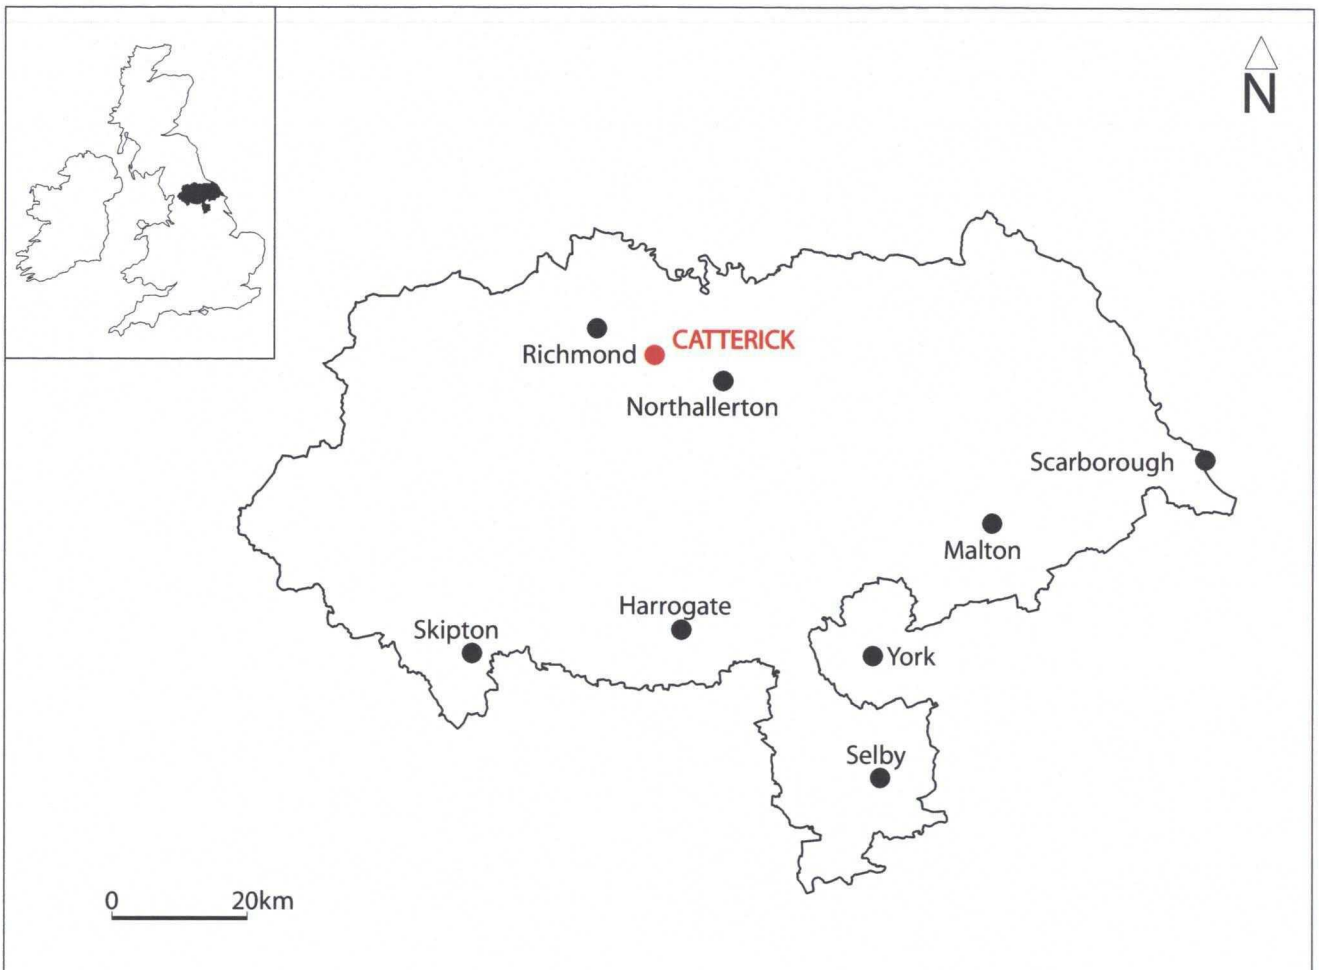 N
CATTERICK
Richmond
Northallerton
Scarborough
Malton
Harrogate
Skipton
York
Selby
0 20km